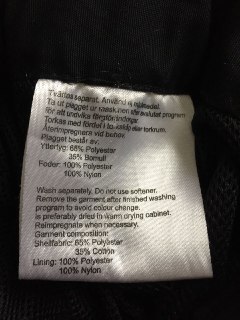 Tvättas separat. Använd ej sköljmedel.
Ta ut plagget ur maskinen efter avslutat program
för att undvika färgförändringar.
Torkas med fördel i torkskåp eller torkrum.
Återimpregnera vid behov.
Plagget består av:
Yttertyg: 65% Polyester
35% Bomull
Foder: 100% Polyester
100% Nylon
Wash separately. Do not use softener.
Remove the garment after finished washing
program to avoid colour change.
is preferably dried in warm drying cabinet.
Reimpregnate when necessary.
Garment composition:
Shellfabric: 65% Polyester
35% Cotton
Lining: 100% Polyester
100% Nylon